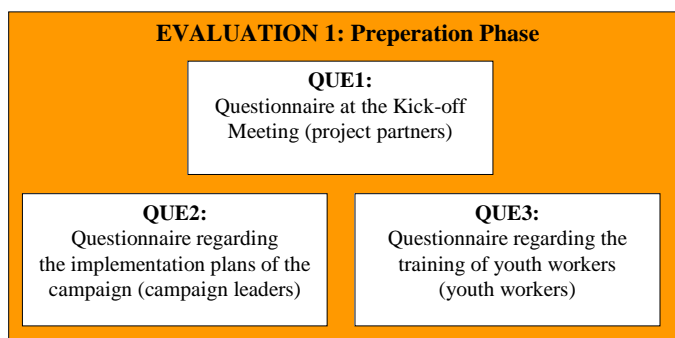 EVALUATION 1: Preperation Phase
QUE1:
Questionnaire at the Kick-off
Meeting (project partners)
QUE2:
Questionnaire regarding
the implementation plans of the
campaign (campaign leaders)
QUE3:
Questionnaire regarding the
training of youth workers
(youth workers)